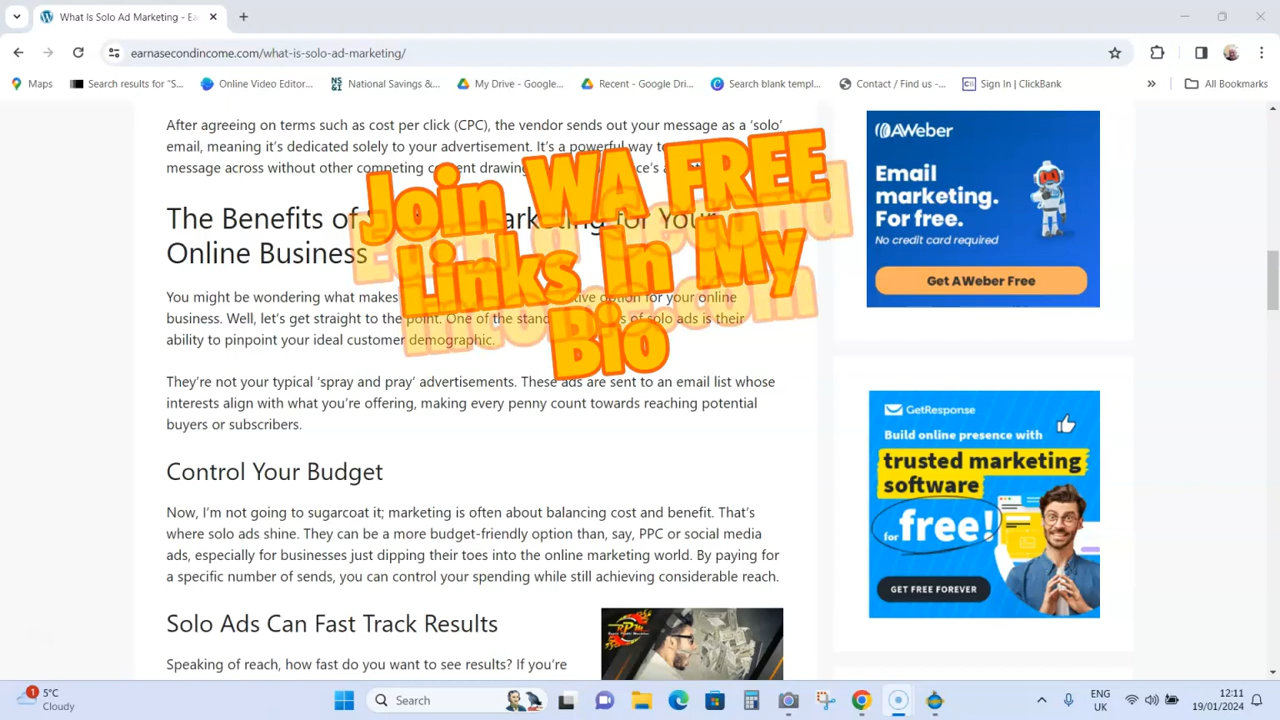 What Is Solo Ad Marketing - Ea
earnasecondincome.com/what-is-solo-ad-marketing/
Maps
Search results for "S...
Online Video Editor...
National Savings &...
My Drive - Google...
Recent - Google Dri...
Search blank templ...
Contact / Find us -...
Sign In | ClickBank
All Bookmarks
After agreeing on terms such as cost per click (CPC), the vendor sends out your message as a ‘solo’
email, meaning it’s dedicated solely to your advertisement. It’s a powerful way to
message across without other competing
The Benefits of
for Your
Online Business
Join WA FREE
Links In My
Bio
You might be wondering what makes
option for your online
business. Well, let’s get straight to the point. One of the
of solo ads is their
ability to pinpoint your ideal customer demographic.
They’re not your typical ‘spray and pray’ advertisements. These ads are sent to an email list whose
interests align with what you’re offering, making every penny count towards reaching potential
buyers or subscribers.
Control Your Budget
Now, I’m not going to sugarcoat it; marketing is often about balancing cost and benefit. That’s
where solo ads shine. They can be a more budget-friendly option than, say, PPC or social media
ads, especially for businesses just dipping their toes into the online marketing world. By paying for
a specific number of sends, you can control your spending while still achieving considerable reach.
Solo Ads Can Fast Track Results
Speaking of reach, how fast do you want to see results? If you’re
RPM
AWeber
Email
marketing.
For free.
No credit card required
Get AWeber Free
GetResponse
Build online presence with
trusted marketing
software
for free!
GET FREE FOREVER
1
5°C
Cloudy
Search
ENG
UK
12:11
19/01/2024